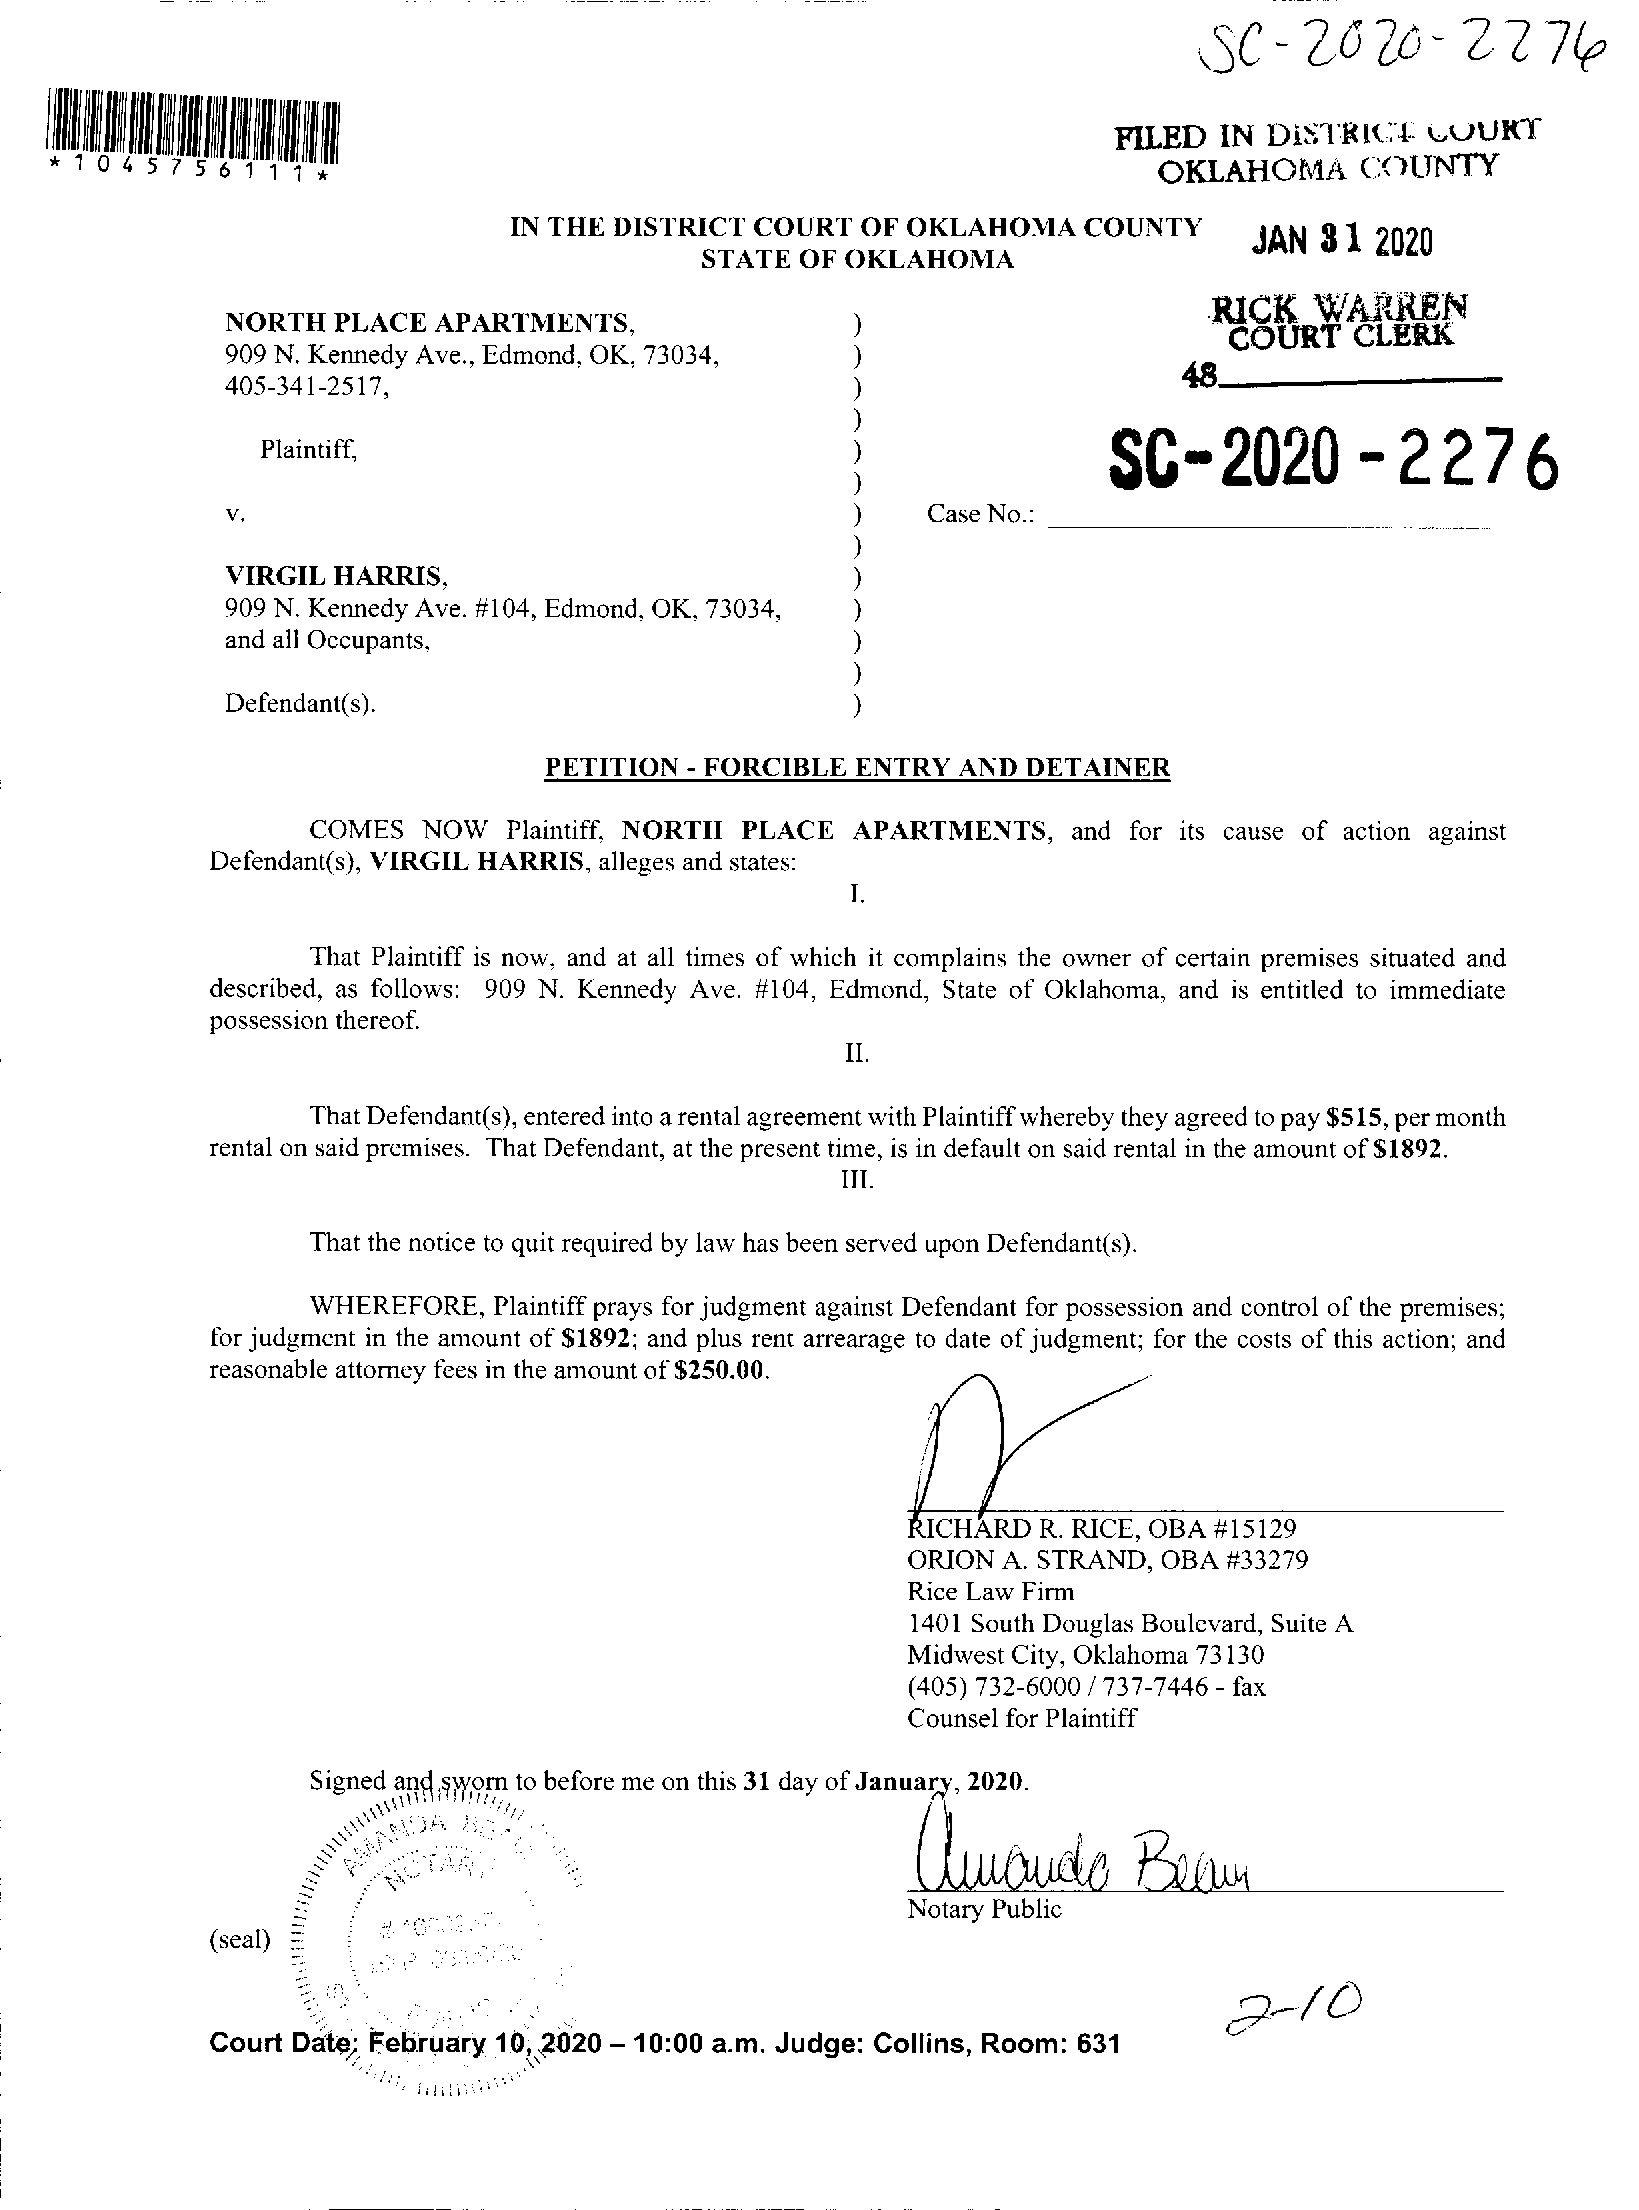 SC-2020-2276
*1045756111*
FILED IN DISTRICT COURT
OKLAHOMA COUNTY
IN THE DISTRICT COURT OF OKLAHOMA COUNTY
STATE OF OKLAHOMA
JAN 31 2020
RICK WARREN
COURT CLERK
48
NORTH PLACE APARTMENTS, )
909 N. Kennedy Ave., Edmond, OK, 73034, )
405-341-2517, )
)
Plaintiff, )
)
SC-2020-2276
v. ) Case No.:
)
VIRGIL HARRIS, )
909 N. Kennedy Ave. #104, Edmond, OK, 73034, )
and all Occupants, )
)
Defendant(s). )
PETITION - FORCIBLE ENTRY AND DETAINER
COMES NOW Plaintiff, NORTH PLACE APARTMENTS, and for its cause of action against
Defendant(s), VIRGIL HARRIS, alleges and states:
I.
That Plaintiff is now, and at all times of which it complains the owner of certain premises situated and
described, as follows: 909 N. Kennedy Ave. #104, Edmond, State of Oklahoma, and is entitled to immediate
possession thereof.
II.
That Defendant(s), entered into a rental agreement with Plaintiff whereby they agreed to pay $515, per month
rental on said premises. That Defendant, at the present time, is in default on said rental in the amount of $1892.
III.
That the notice to quit required by law has been served upon Defendant(s).
WHEREFORE, Plaintiff prays for judgment against Defendant for possession and control of the premises;
for judgment in the amount of $1892; and plus rent arrearage to date of judgment; for the costs of this action; and
reasonable attorney fees in the amount of $250.00.
RICHARD R. RICE, OBA #15129
ORION A. STRAND, OBA #33279
Rice Law Firm
1401 South Douglas Boulevard, Suite A
Midwest City, Oklahoma 73130
(405) 732-6000 / 737-7446 - fax
Counsel for Plaintiff
Signed and sworn to before me on this 31 day of January, 2020.
AMANDA
NOTARY
Amanda Beam
Notary Public
(seal)
2-10
Court Date: February 10, 2020 – 10:00 a.m. Judge: Collins, Room: 631